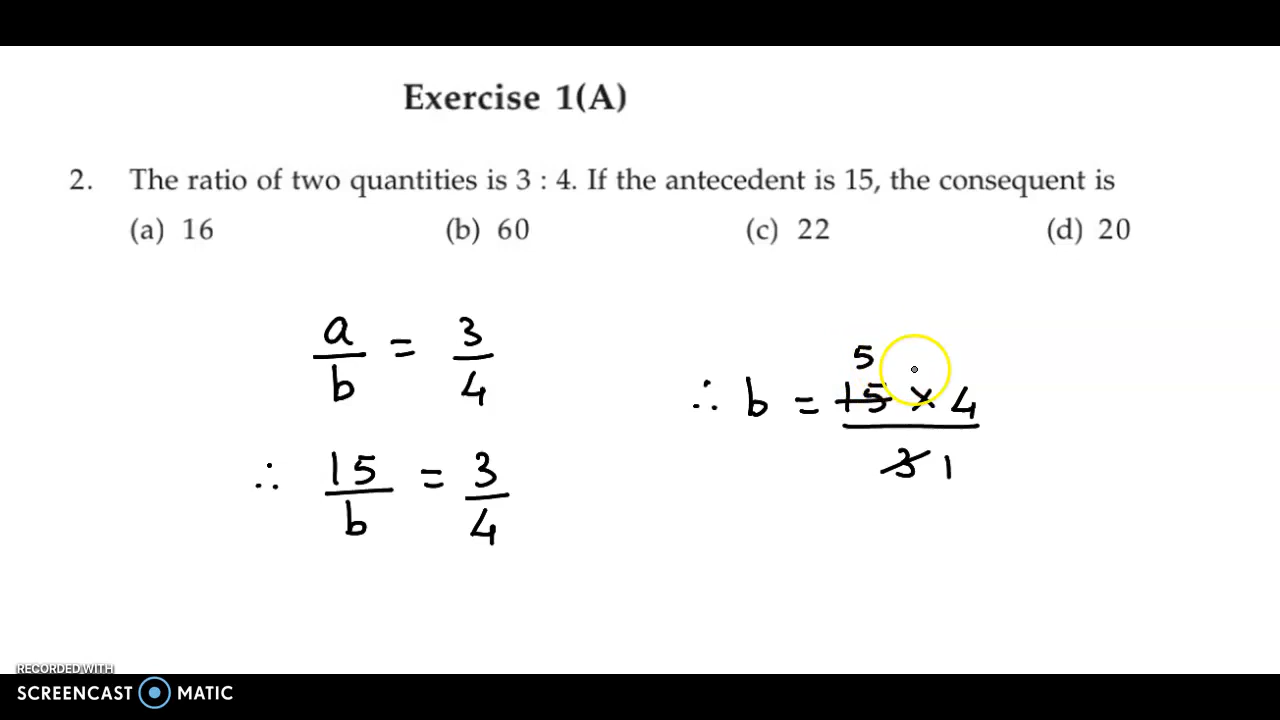 Exercise 1(A)
2. The ratio of two quantities is 3 : 4. If the antecedent is 15, the consequent is
(a) 16 (b) 60 (c) 22 (d) 20
a/b = 3/4
∴ 15/b = 3/4
5
∴ b = 15 × 4
3 1
RECORDED WITH
SCREENCAST MATIC